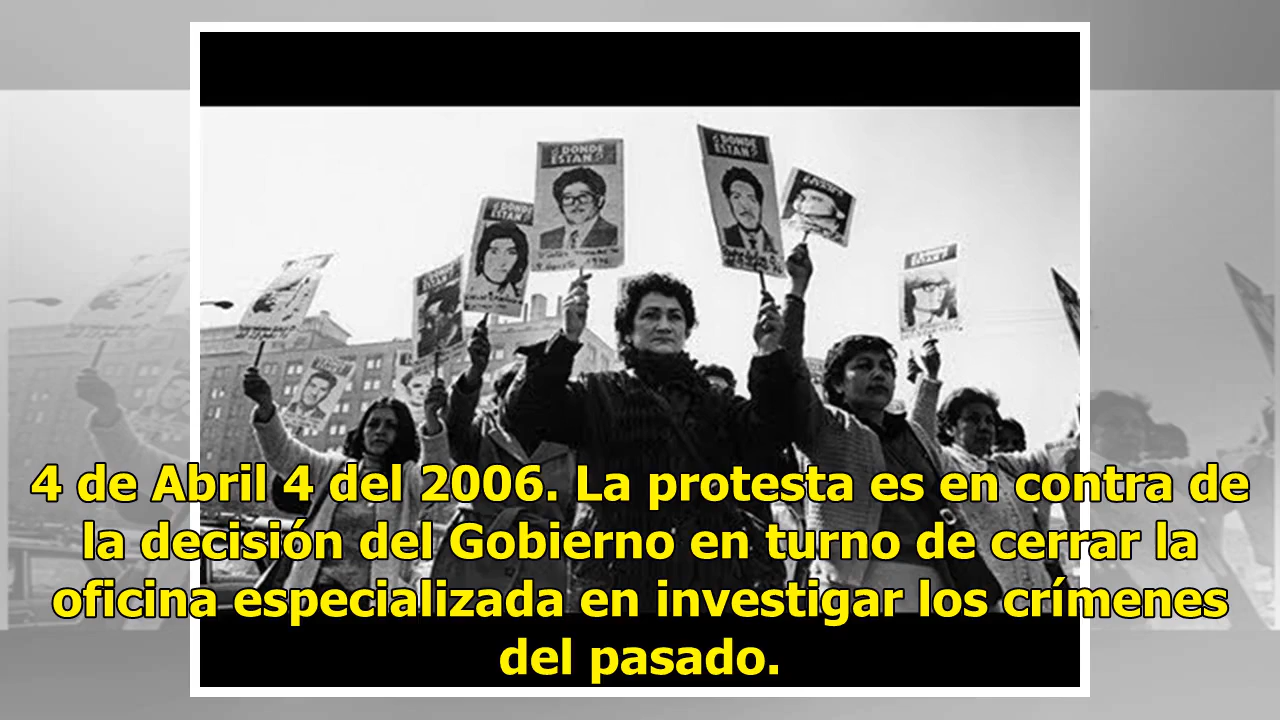 ¿DONDE
ESTAN?
¿DONDE
ESTAN?
¿DONDE
4 de Abril 4 del 2006. La protesta es en contra de
la decisión del Gobierno en turno de cerrar la
oficina especializada en investigar los crímenes
del pasado.